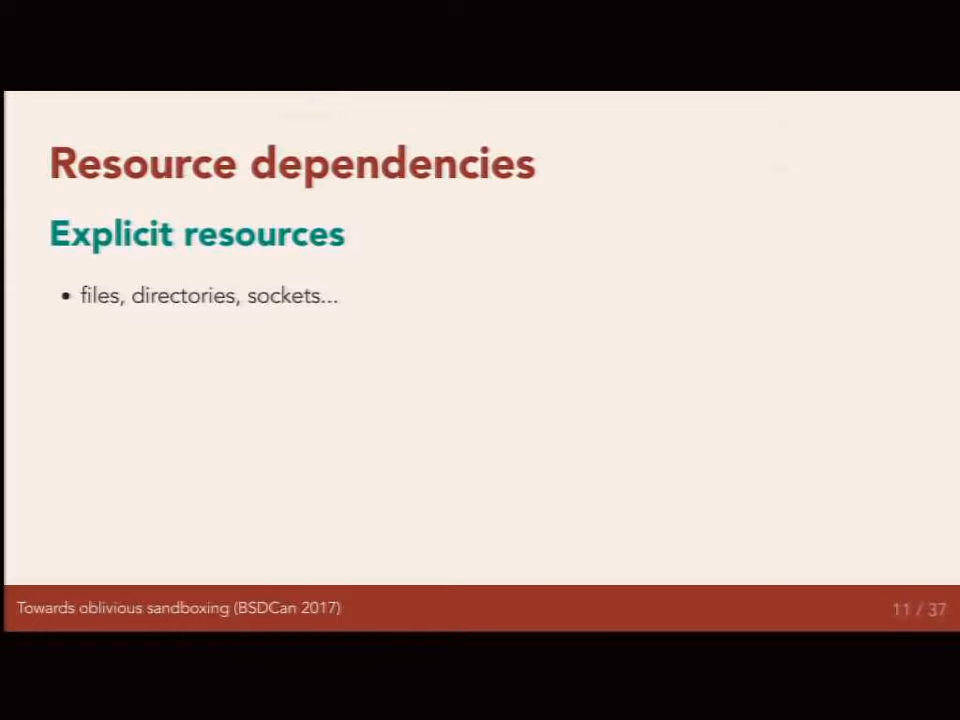 Resource dependencies
Explicit resources
• files, directories, sockets...
Towards oblivious sandboxing (BSDCan 2017)
11 / 37